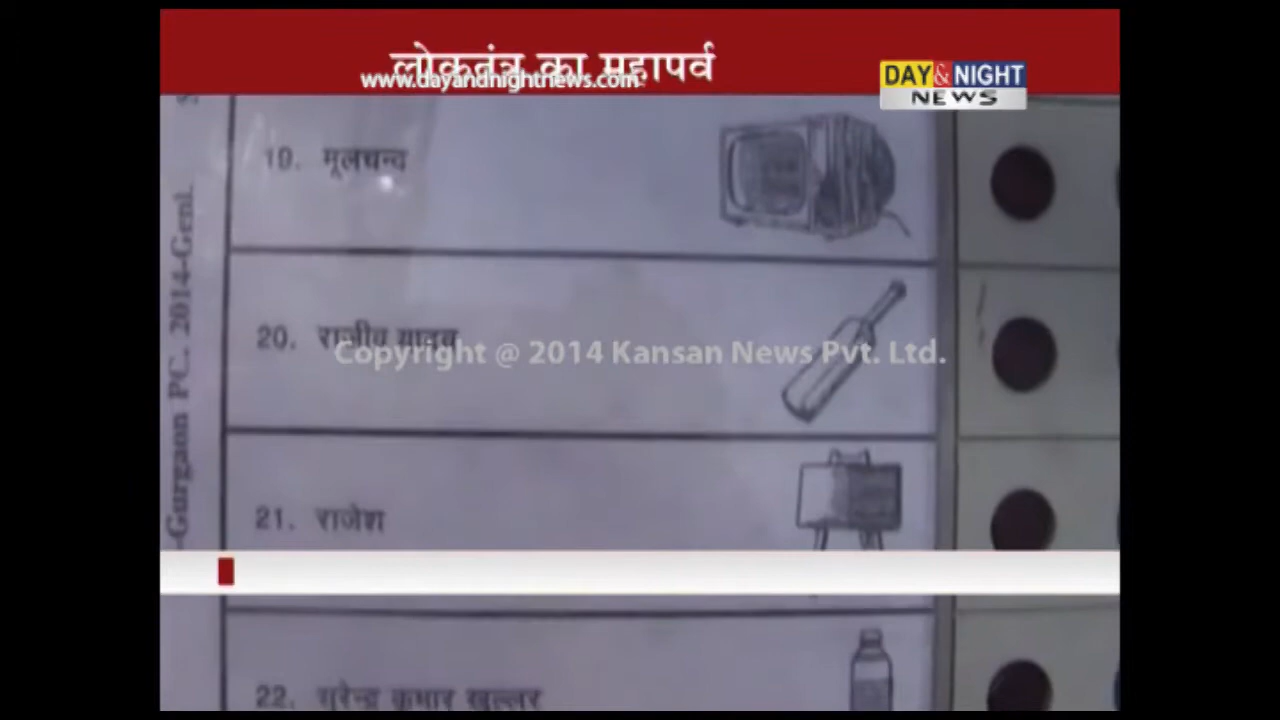 लोकतंत्र का महापर्व
www.dayandnightnews.com
DAY & NIGHT
NEWS
19. मूलचन्द
20. राजीव यादव
Copyright @ 2014 Kansan News Pvt. Ltd.
21. राजेश
22. सुरेन्द्र कुमार खुल्लर
-Gurgaon PC. 2014-Genl.